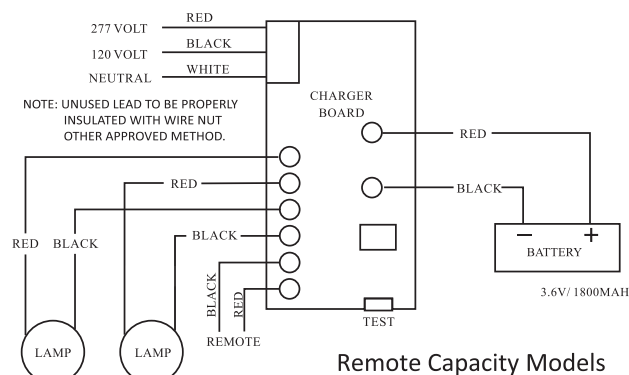 277 VOLT RED
120 VOLT BLACK
NEUTRAL WHITE
NOTE: UNUSED LEAD TO BE PROPERLY
INSULATED WITH WIRE NUT
OTHER APPROVED METHOD.
CHARGER
BOARD
RED
BLACK
RED
BLACK
RED
BLACK
BLACK
RED
REMOTE
LAMP
LAMP
TEST
− +
BATTERY
3.6V/ 1800MAH
Remote Capacity Models